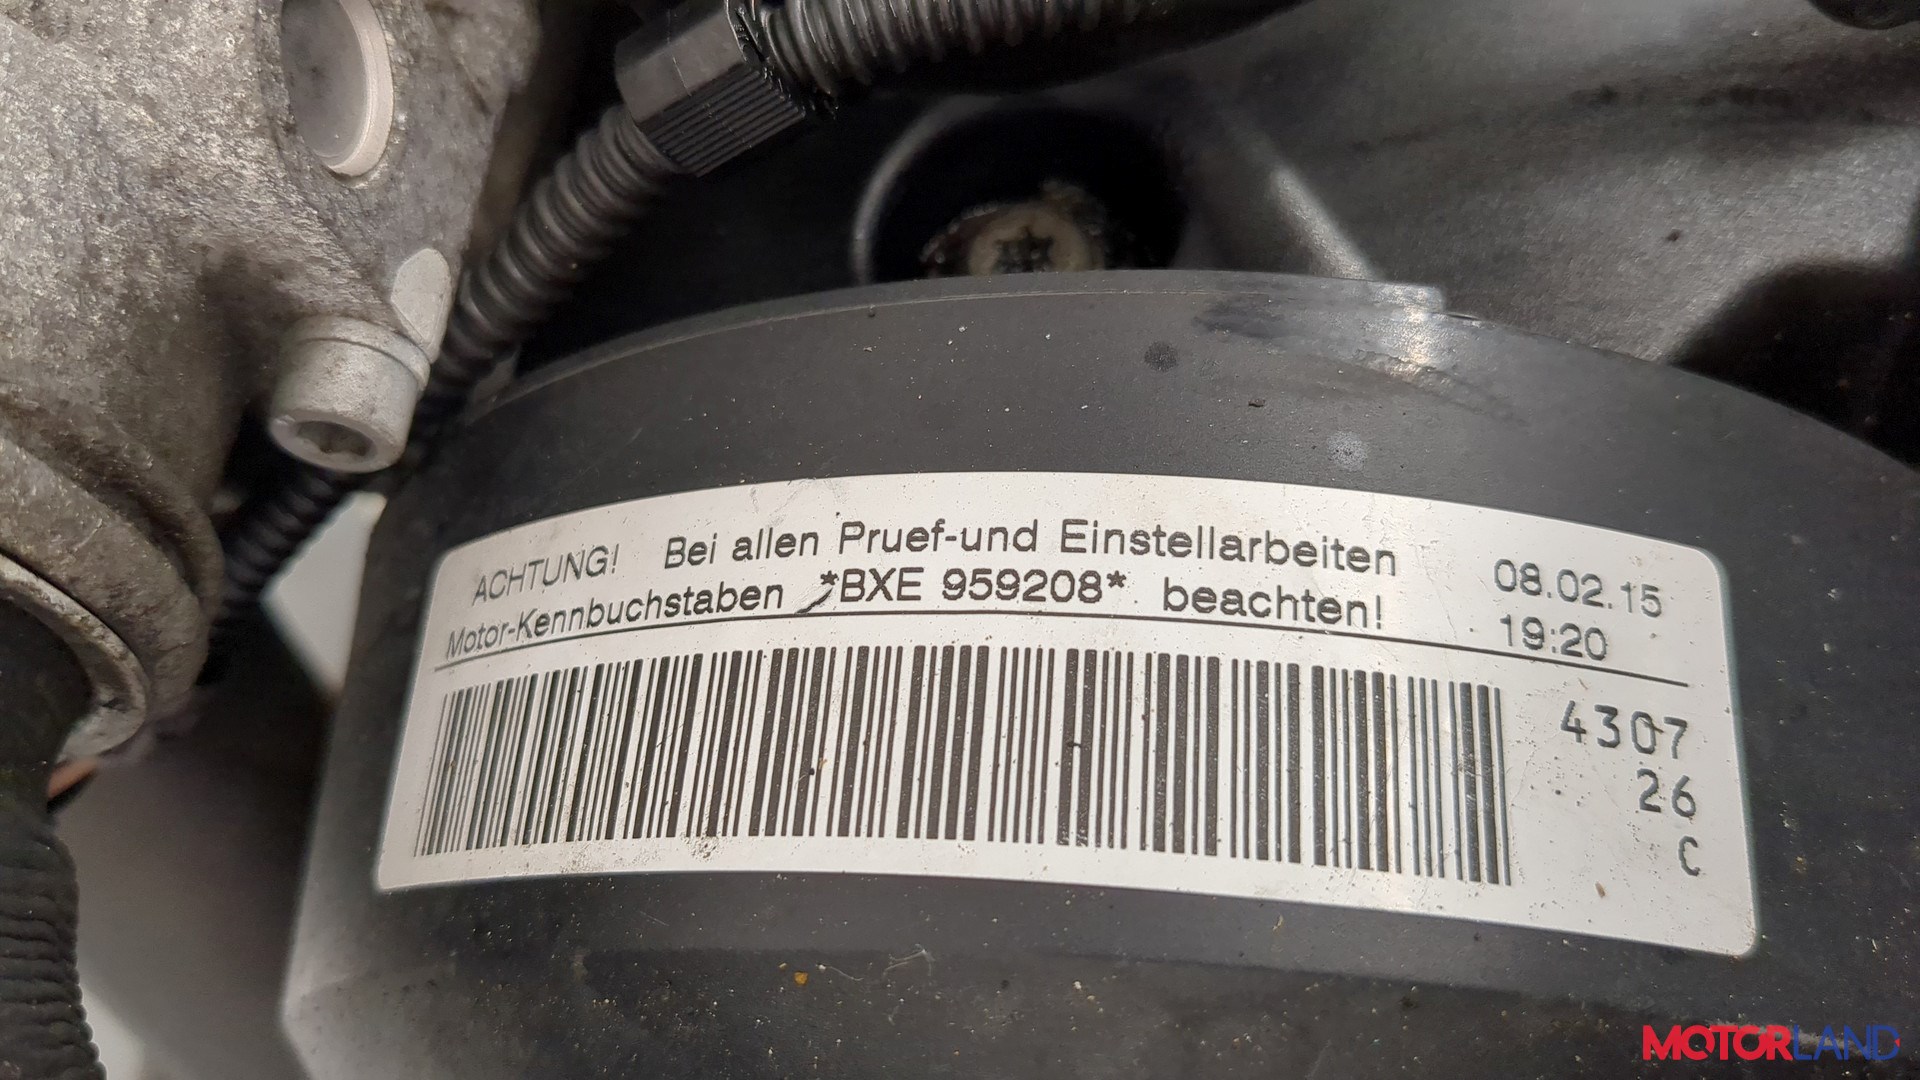 ACHTUNG! Bei allen Pruef-und Einstellarbeiten
Motor-Kennbuchstaben *BXE 959208* beachten!
08.02.15
19:20
4307
26
C
MOTORLAND